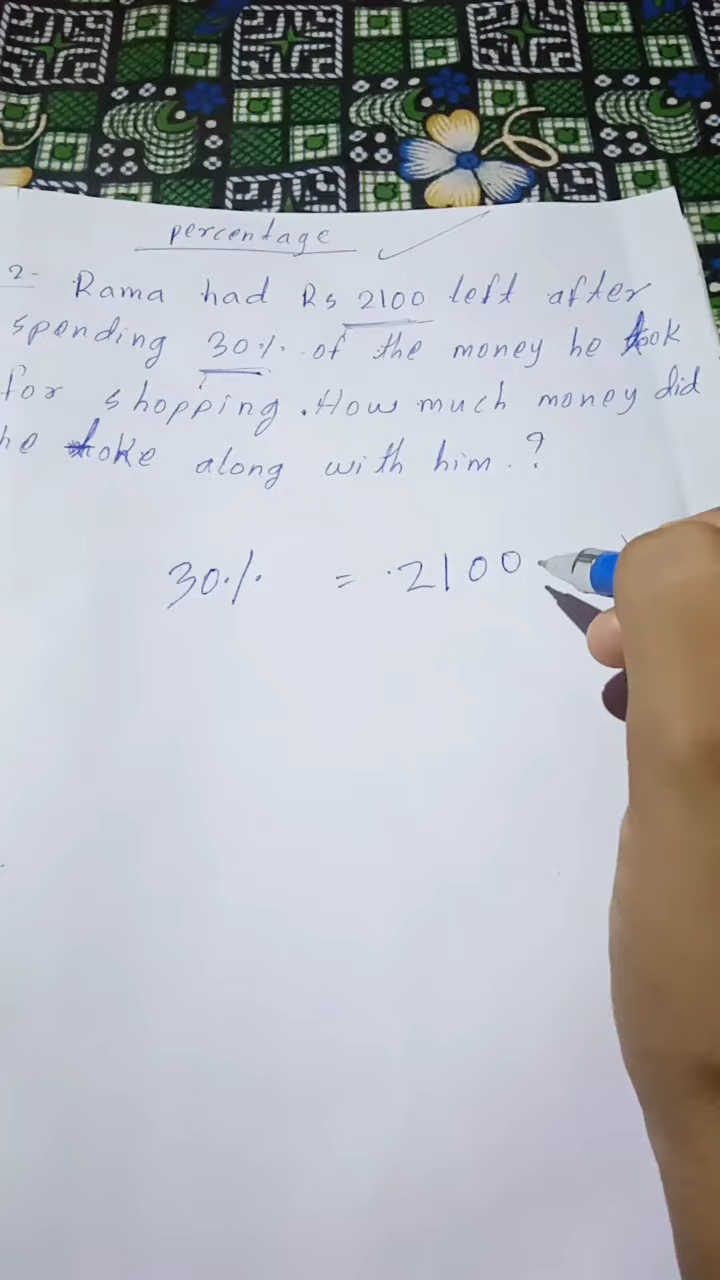 percentage
2- Rama had Rs 2100 left after
spending 30% of the money he took
for shopping. How much money did
he toke along with him.?
30% = 2100